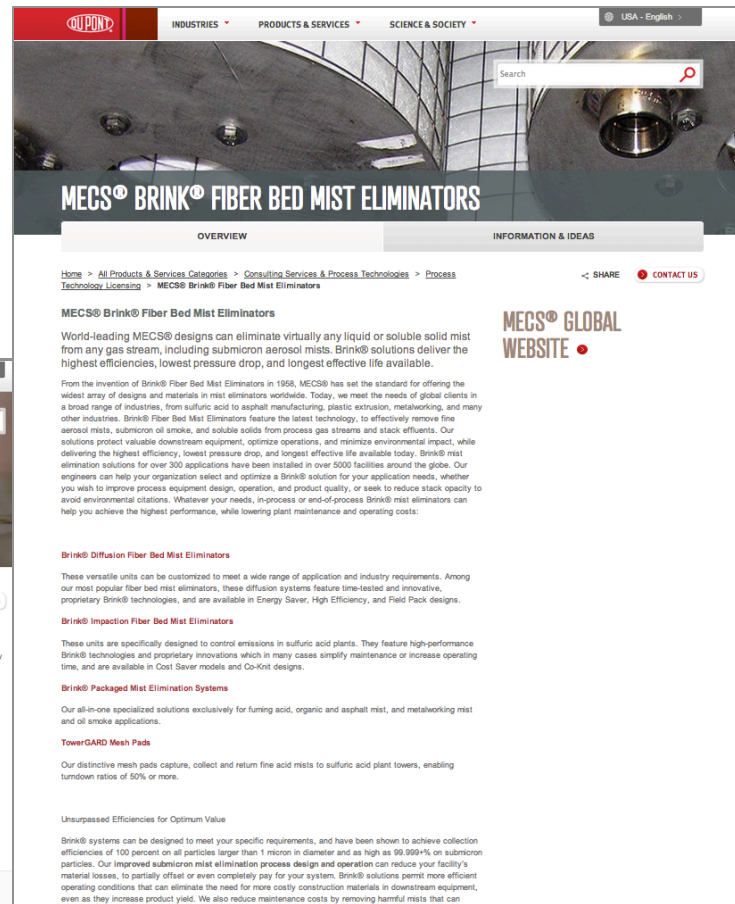 DU PONT
INDUSTRIES
PRODUCTS & SERVICES
SCIENCE & SOCIETY
USA - English >
Search
MECS® BRINK® FIBER BED MIST ELIMINATORS
OVERVIEW
INFORMATION & IDEAS
Home > All Products & Services Categories > Consulting Services & Process Technologies > Process
Technology Licensing > MECS® Brink® Fiber Bed Mist Eliminators
SHARE
CONTACT US
MECS® Brink® Fiber Bed Mist Eliminators
World-leading MECS® designs can eliminate virtually any liquid or soluble solid mist
from any gas stream, including submicron aerosol mists. Brink® solutions deliver the
highest efficiencies, lowest pressure drop, and longest effective life available.
MECS® GLOBAL
WEBSITE
From the invention of Brink® Fiber Bed Mist Eliminators in 1958, MECS® has set the standard for offering the
widest array of designs and materials in mist eliminators worldwide. Today, we meet the needs of global clients in
a broad range of industries, from sulfuric acid to asphalt manufacturing, plastic extrusion, metalworking, and many
other industries. Brink® Fiber Bed Mist Eliminators feature the latest technology, to effectively remove fine
aerosol mists, submicron oil smoke, and soluble solids from process gas streams and stack effluents. Our
solutions protect valuable downstream equipment, optimize operations, and minimize environmental impact, while
delivering the highest efficiency, lowest pressure drop, and longest effective life available today. Brink® mist
elimination solutions for over 300 applications have been installed in over 5000 facilities around the globe. Our
engineers can help your organization select and optimize a Brink® solution for your application needs, whether
you wish to improve process equipment design, operation, and product quality, or seek to reduce stack opacity to
avoid environmental citations. Whatever your needs, in-process or end-of-process Brink® mist eliminators can
help you achieve the highest performance, while lowering plant maintenance and operating costs:
Brink® Diffusion Fiber Bed Mist Eliminators
These versatile units can be customized to meet a wide range of application and industry requirements. Among
our most popular fiber bed mist eliminators, these diffusion systems feature time-tested and innovative,
proprietary Brink® technologies, and are available in Energy Saver, High Efficiency, and Field Pack designs.
Brink® Impaction Fiber Bed Mist Eliminators
These units are specifically designed to control emissions in sulfuric acid plants. They feature high-performance
Brink® technologies and proprietary innovations which in many cases simplify maintenance or increase operating
time, and are available in Cost Saver models and Co-Knit designs.
Brink® Packaged Mist Elimination Systems
Our all-in-one specialized solutions exclusively for fuming acid, organic and asphalt mist, and metalworking mist
and oil smoke applications.
TowerGARD Mesh Pads
Our distinctive mesh pads capture, collect and return fine acid mists to sulfuric acid plant towers, enabling
turndown ratios of 50% or more.
Unsurpassed Efficiencies for Optimum Value
Brink® systems can be designed to meet your specific requirements, and have been shown to achieve collection
efficiencies of 100 percent on all particles larger than 1 micron in diameter and as high as 99.999+% on submicron
particles. Our improved submicron mist elimination process design and operation can reduce your facility's
material losses, to partially offset or even completely pay for your system. Brink® solutions permit more efficient
operating conditions that can eliminate the need for more costly construction materials in downstream equipment,
even as they increase product yield. We also reduce maintenance costs by removing harmful mists that can